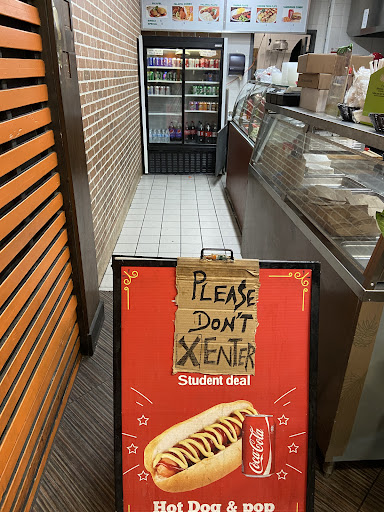 PLEASE
DON'T
XENTER
Student deal
Coca-Cola
Hot Dog & pop